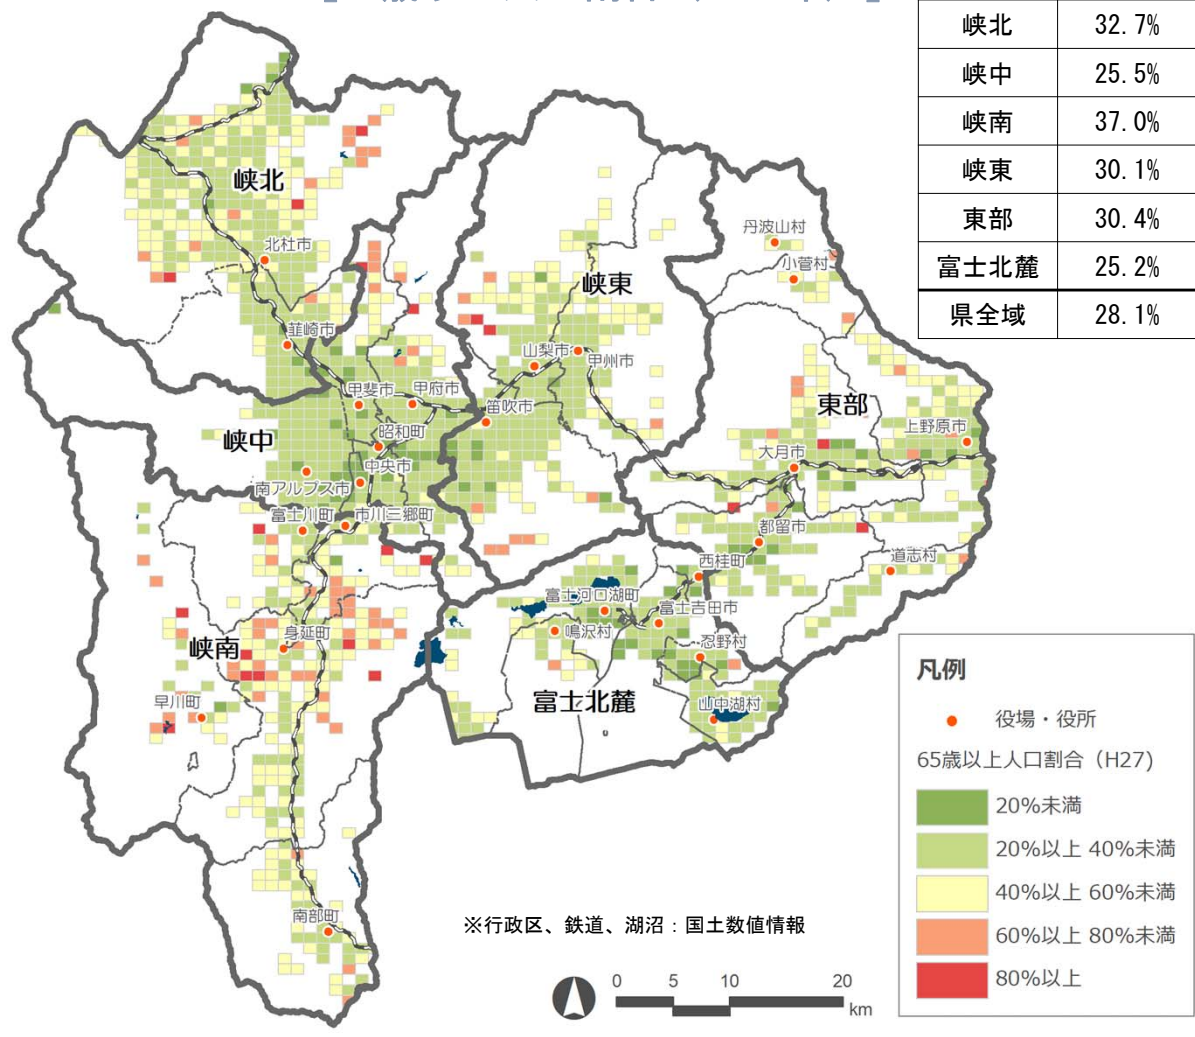 峡北 32.7%
峡中 25.5%
峡南 37.0%
峡東 30.1%
東部 30.4%
富士北麓 25.2%
県全域 28.1%
峡北
北杜市
韮崎市
峡東
山梨市
甲州市
笛吹市
丹波山村
小菅村
東部
上野原市
大月市
都留市
道志村
西桂町
甲斐市
甲府市
峡中
昭和町
中央市
南アルプス市
富士川町
市川三郷町
富士河口湖町
富士吉田市
鳴沢村
忍野村
富士北麓
山中湖村
身延町
峡南
早川町
南部町
※行政区、鉄道、湖沼：国土数値情報
0 5 10 20
km
凡例
役場・役所
65歳以上人口割合（H27)
20%未満
20%以上 40%未満
40%以上 60%未満
60%以上 80%未満
80%以上